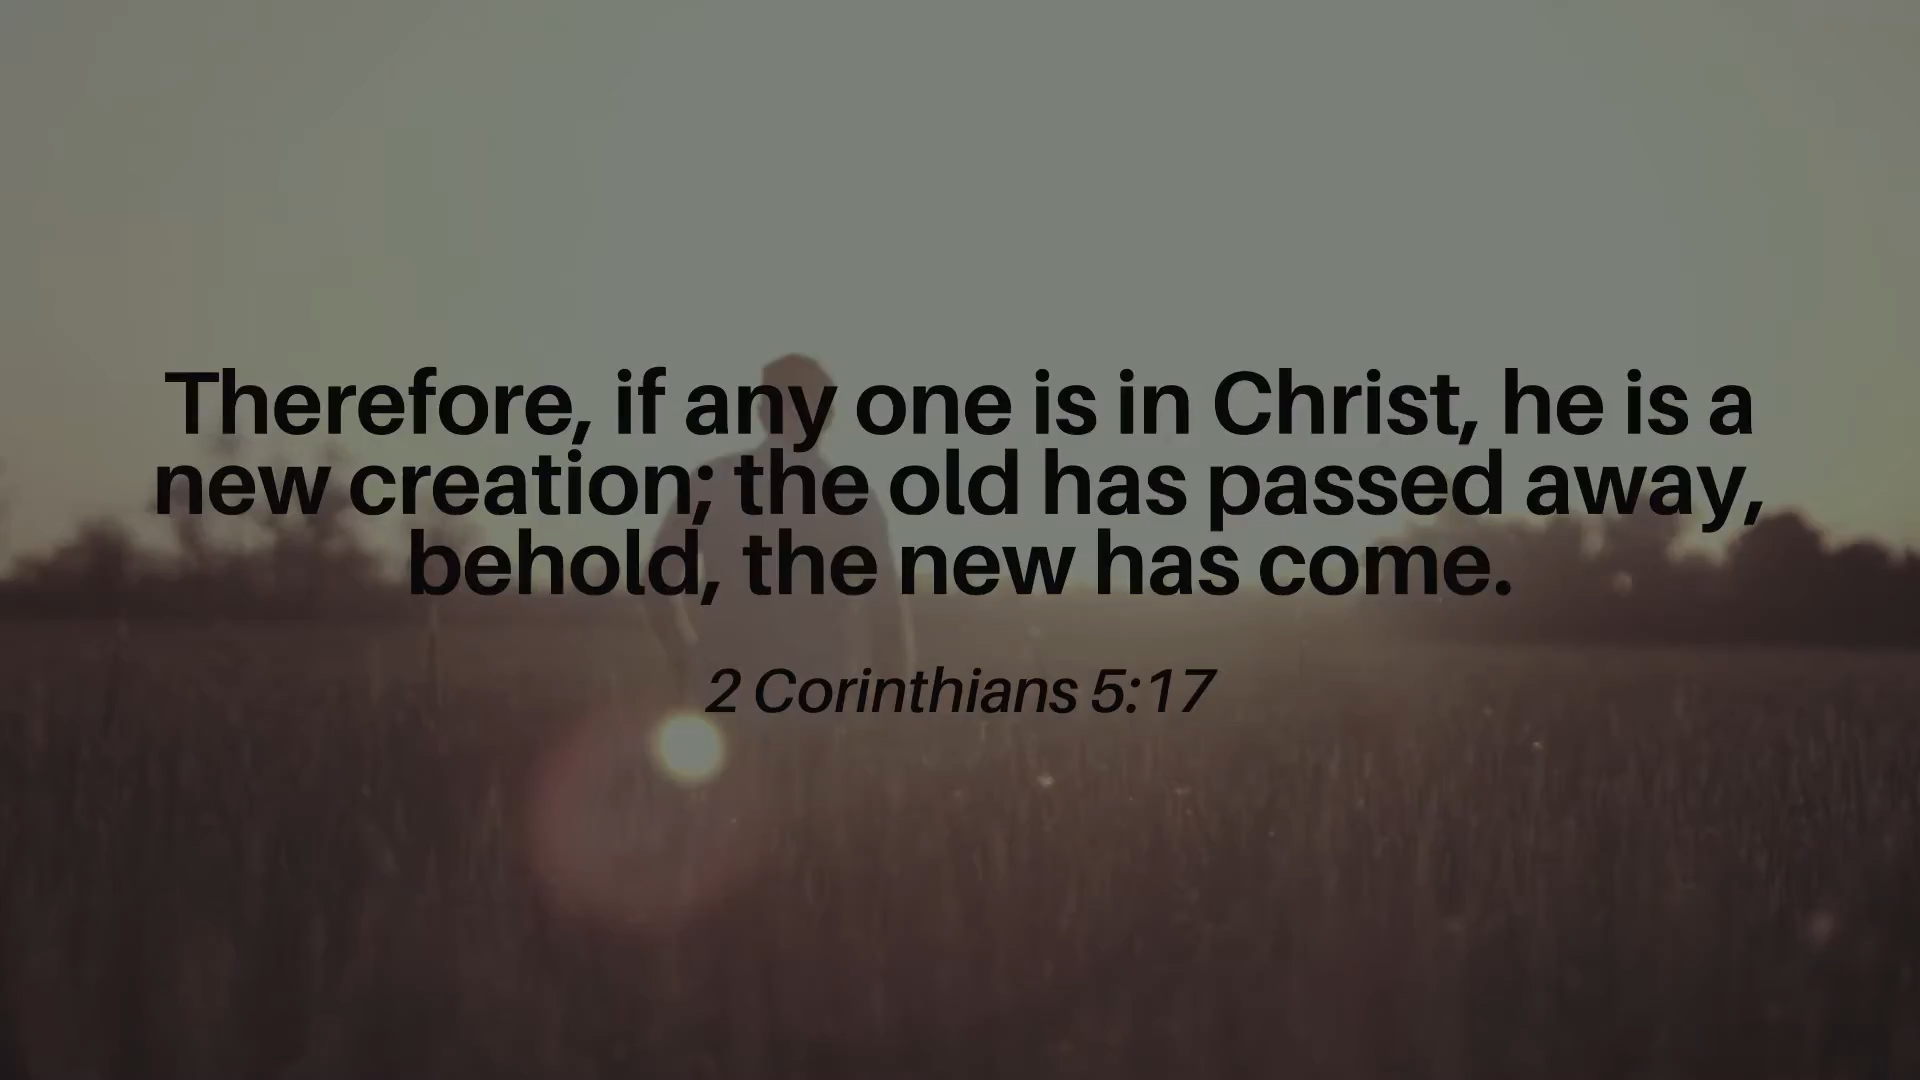 Therefore, if any one is in Christ, he is a
new creation; the old has passed away,
behold, the new has come.
2 Corinthians 5:17